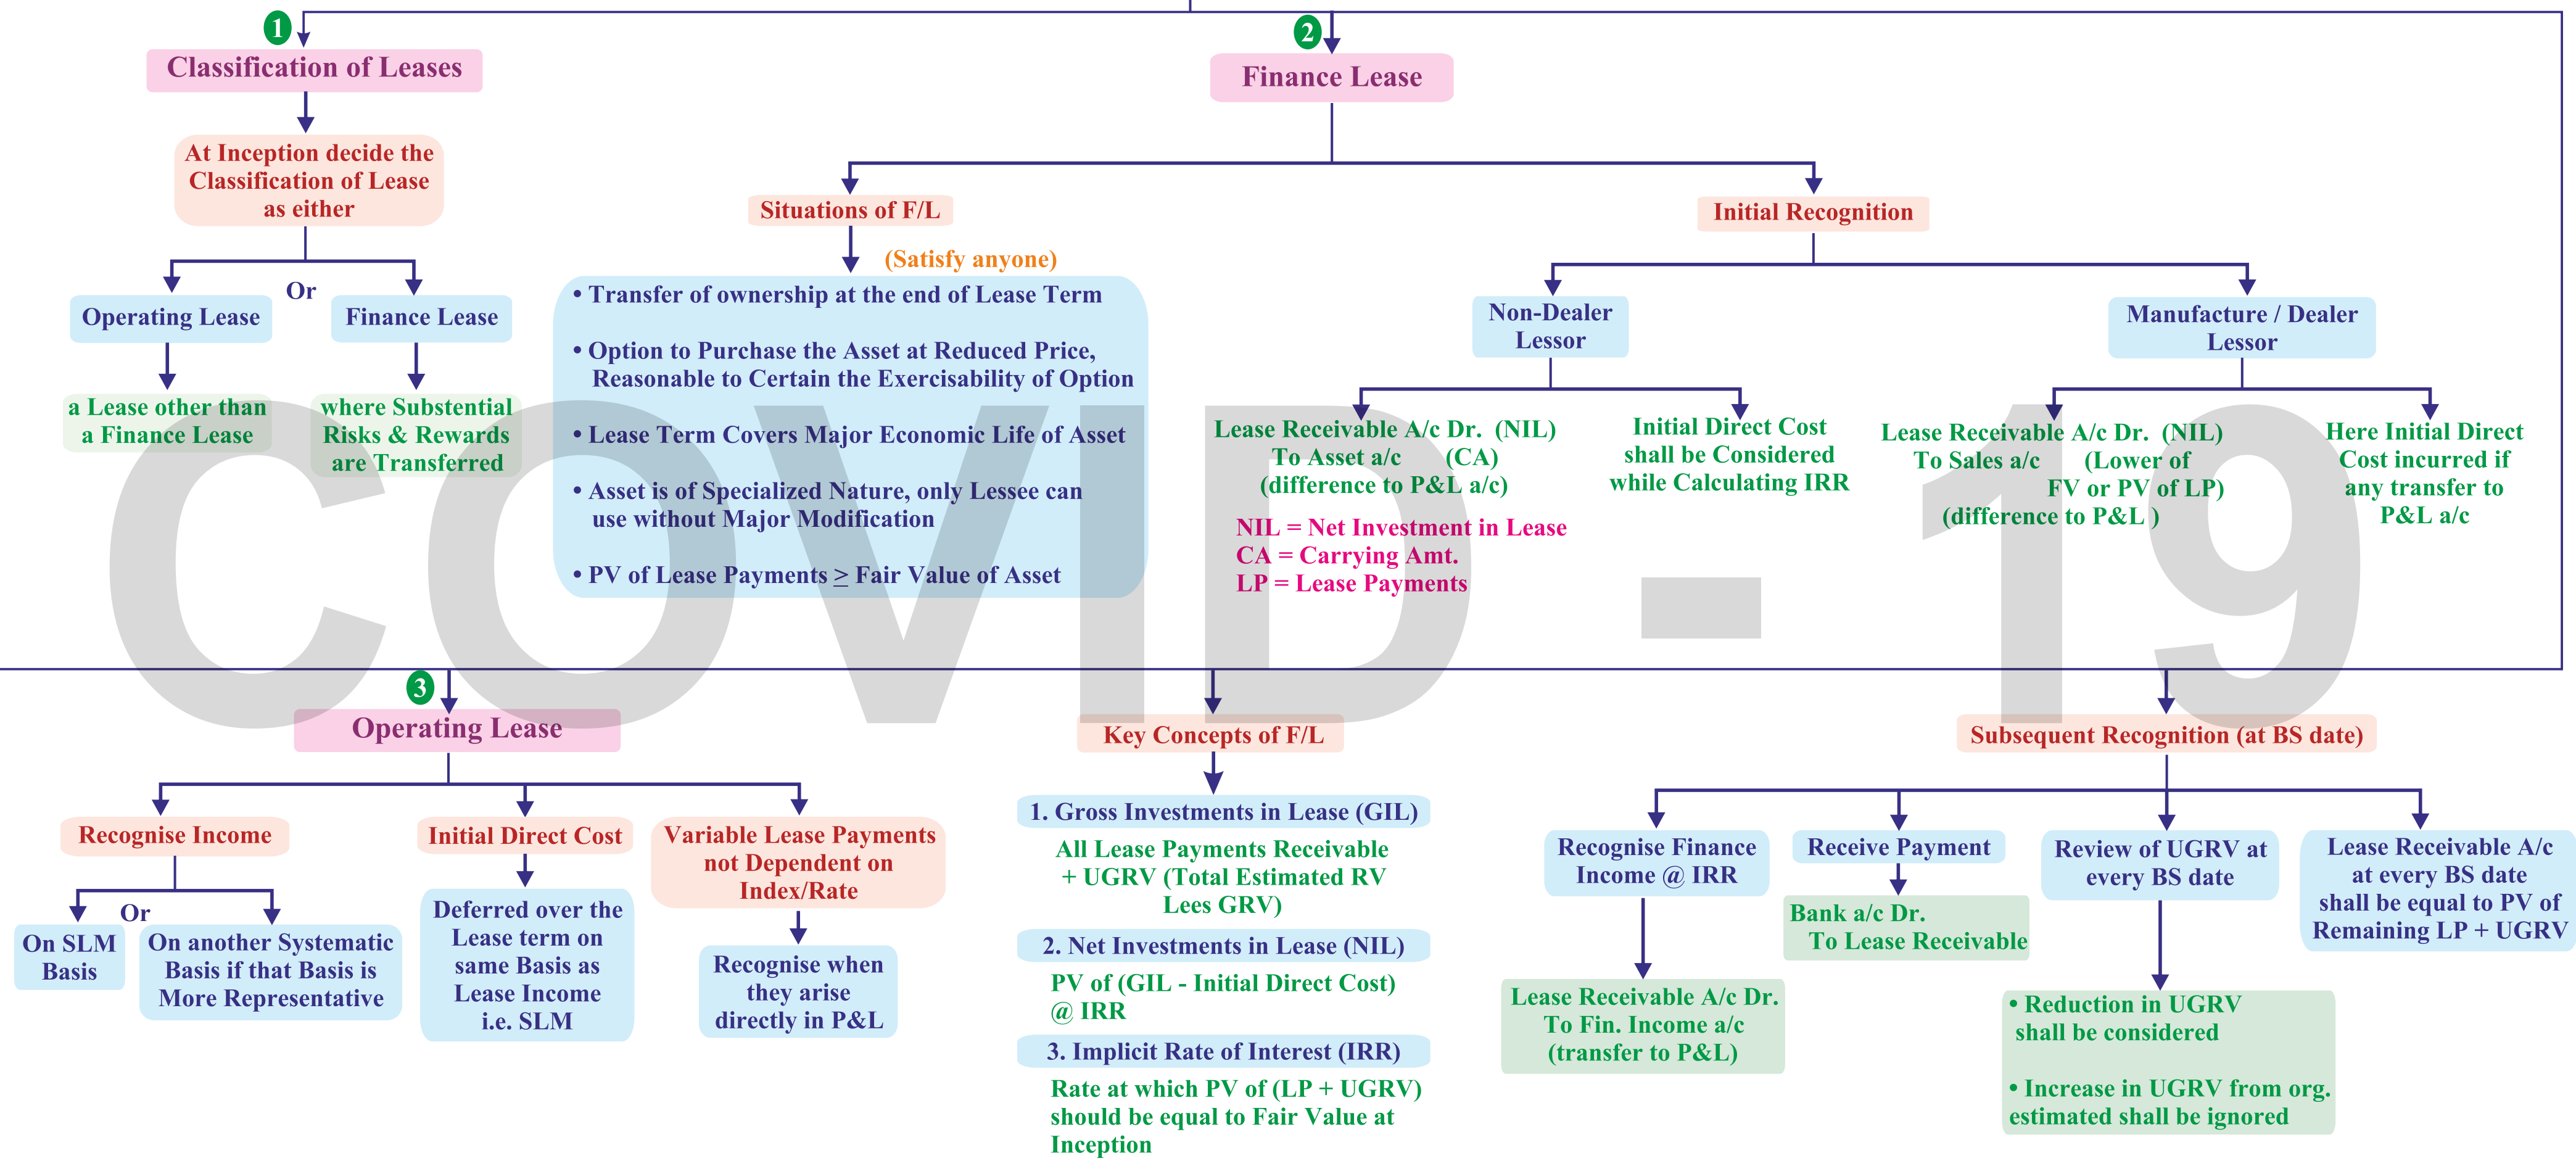 1
Classification of Leases
At Inception decide the
Classification of Lease
as either
Or
Operating Lease
Finance Lease
a Lease other than
a Finance Lease
where Substential
Risks & Rewards
are Transferred
2
Finance Lease
Situations of F/L
(Satisfy anyone)
• Transfer of ownership at the end of Lease Term
• Option to Purchase the Asset at Reduced Price,
Reasonable to Certain the Exercisability of Option
• Lease Term Covers Major Economic Life of Asset
• Asset is of Specialized Nature, only Lessee can
use without Major Modification
• PV of Lease Payments ≥ Fair Value of Asset
Initial Recognition
Non-Dealer
Lessor
Lease Receivable A/c Dr. (NIL)
To Asset a/c (CA)
(difference to P&L a/c)
NIL = Net Investment in Lease
CA = Carrying Amt.
LP = Lease Payments
Initial Direct Cost
shall be Considered
while Calculating IRR
Manufacture / Dealer
Lessor
Lease Receivable A/c Dr. (NIL)
To Sales a/c (Lower of
FV or PV of LP)
(difference to P&L )
Here Initial Direct
Cost incurred if
any transfer to
P&L a/c
COVID - 19
3
Operating Lease
Recognise Income
Or
On SLM
Basis
On another Systematic
Basis if that Basis is
More Representative
Initial Direct Cost
Deferred over the
Lease term on
same Basis as
Lease Income
i.e. SLM
Variable Lease Payments
not Dependent on
Index/Rate
Recognise when
they arise
directly in P&L
Key Concepts of F/L
1. Gross Investments in Lease (GIL)
All Lease Payments Receivable
+ UGRV (Total Estimated RV
Lees GRV)
2. Net Investments in Lease (NIL)
PV of (GIL - Initial Direct Cost)
@ IRR
3. Implicit Rate of Interest (IRR)
Rate at which PV of (LP + UGRV)
should be equal to Fair Value at
Inception
Subsequent Recognition (at BS date)
Recognise Finance
Income @ IRR
Lease Receivable A/c Dr.
To Fin. Income a/c
(transfer to P&L)
Receive Payment
Bank a/c Dr.
To Lease Receivable
Review of UGRV at
every BS date
• Reduction in UGRV
shall be considered
• Increase in UGRV from org.
estimated shall be ignored
Lease Receivable A/c
at every BS date
shall be equal to PV of
Remaining LP + UGRV